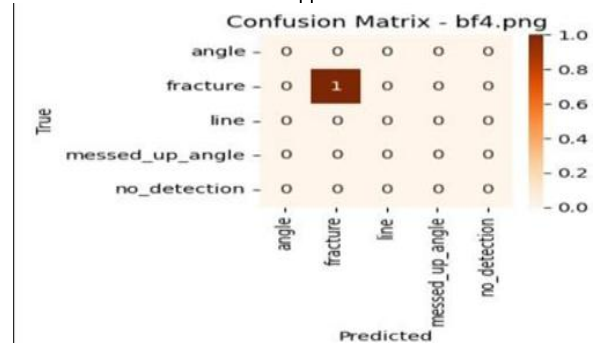 Confusion Matrix - bf4.png
angle 0 0 0 0 0
fracture 0 1 0 0 0
line 0 0 0 0 0
messed_up_angle 0 0 0 0 0
no_detection 0 0 0 0 0
True
angle fracture line messed_up_angle no_detection
Predicted
1.0
0.8
0.6
0.4
0.2
0.0